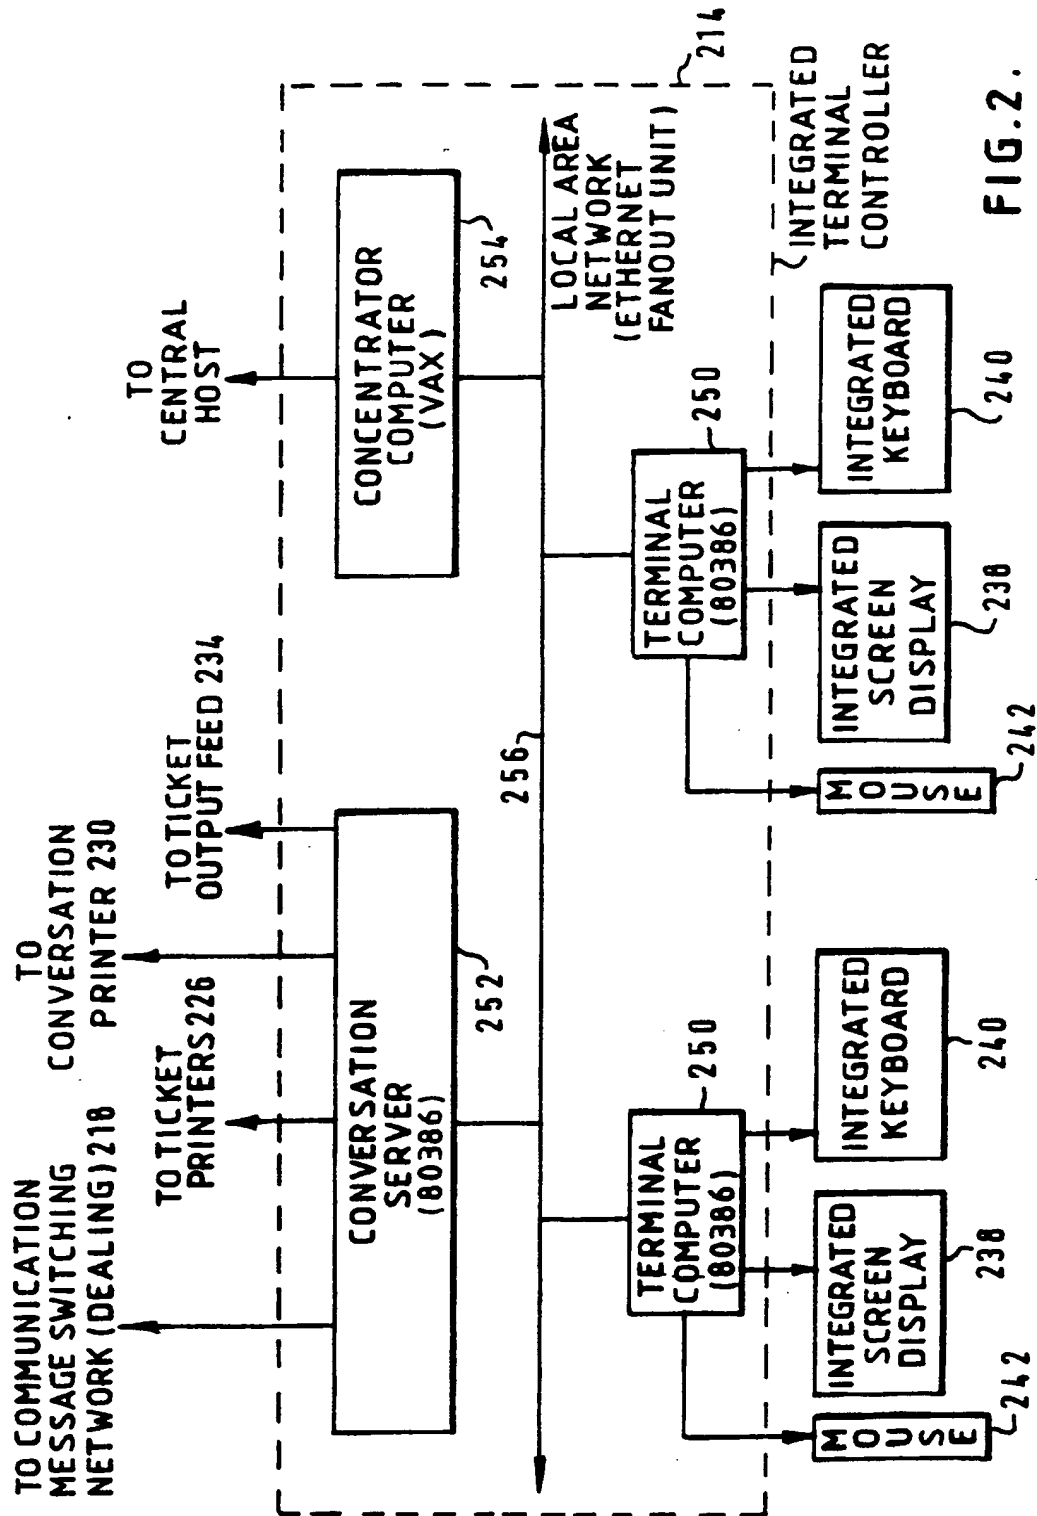 TO COMMUNICATION
MESSAGE SWITCHING
NETWORK (DEALING) 218
TO
CONVERSATION
PRINTER 230
TO TICKET
PRINTERS 226
TO TICKET
OUTPUT FEED 234
TO
CENTRAL
HOST
CONVERSATION
SERVER
(80386)
252
CONCENTRATOR
COMPUTER
(VAX)
254
256
LOCAL AREA
NETWORK
(ETHERNET
FANOUT UNIT)
214
TERMINAL
COMPUTER
(80386)
250
TERMINAL
COMPUTER
(80386)
250
INTEGRATED
TERMINAL
CONTROLLER
MOUSE
242
INTEGRATED
SCREEN
DISPLAY
238
INTEGRATED
KEYBOARD
240
MOUSE
242
INTEGRATED
SCREEN
DISPLAY
238
INTEGRATED
KEYBOARD
240
FIG.2.